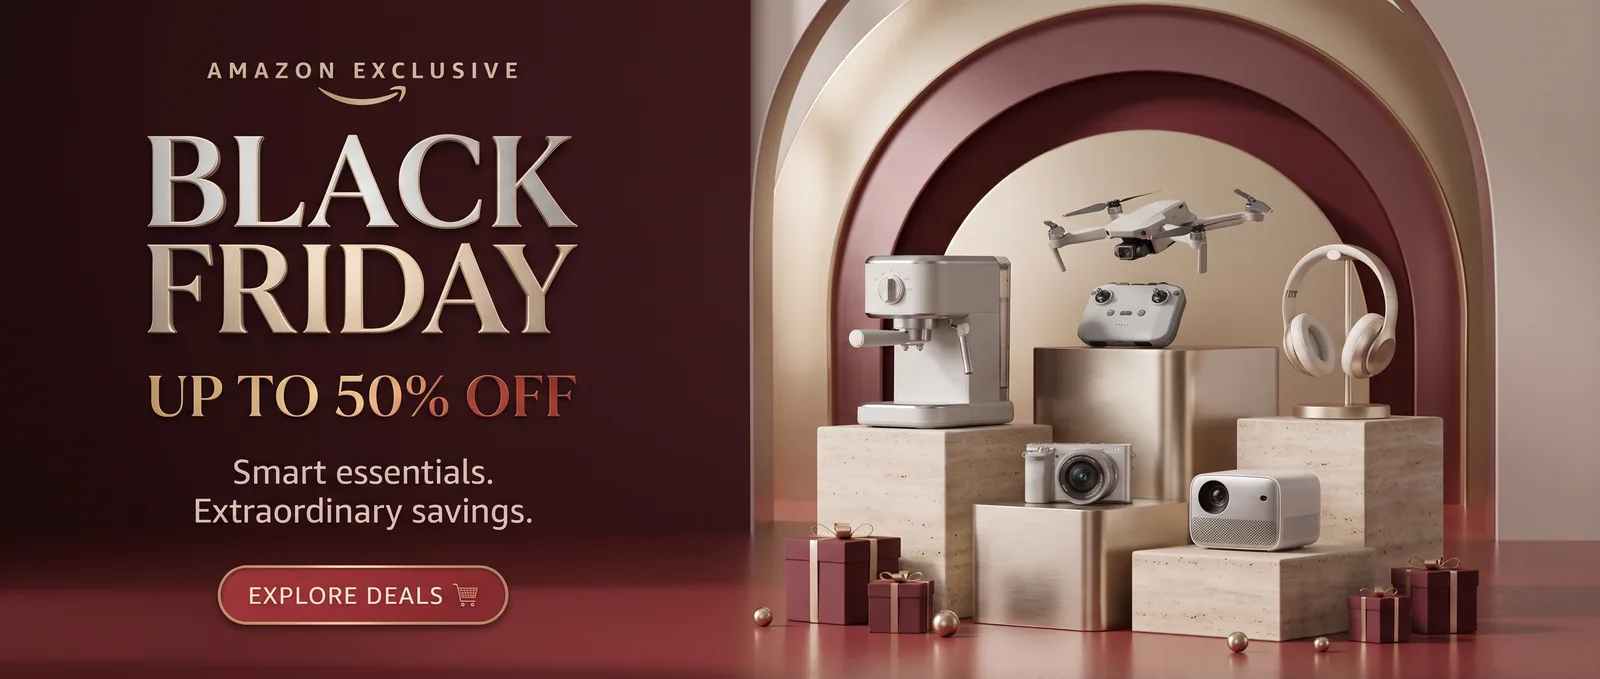 AMAZON EXCLUSIVE
BLACK
FRIDAY
UP TO 50% OFF
Smart essentials.
Extraordinary savings.
EXPLORE DEALS